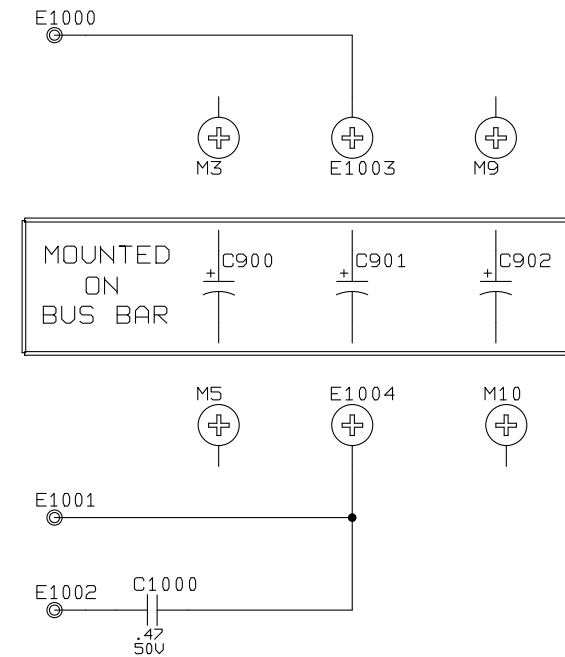 E1000
M3
E1003
M9
MOUNTED
ON
BUS BAR
+
C900
+
C901
+
C902
M5
E1004
M10
E1001
E1002
C1000
.47
50V